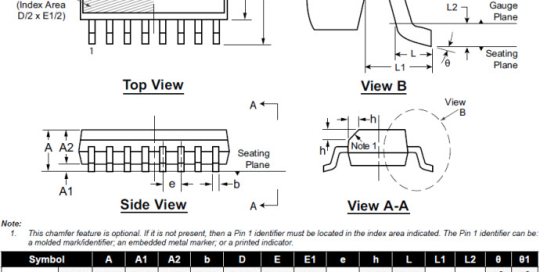 (Index Area
D/2 x E1/2)
1
L2
Gauge
Plane
L
L1
θ
Seating
Plane
Top View
View B
A
View
B
A
A2
A1
e
b
Seating
Plane
h
h
Note 1
A
Side View
View A-A
Note:
1. This chamfer feature is optional. If it is not present, then a Pin 1 identifier must be located in the index area indicated. The Pin 1 identifier can be:
a molded mark/identifier; an embedded metal marker; or a printed indicator.
Symbol A A1 A2 b D E E1 e h L L1 L2 θ θ1